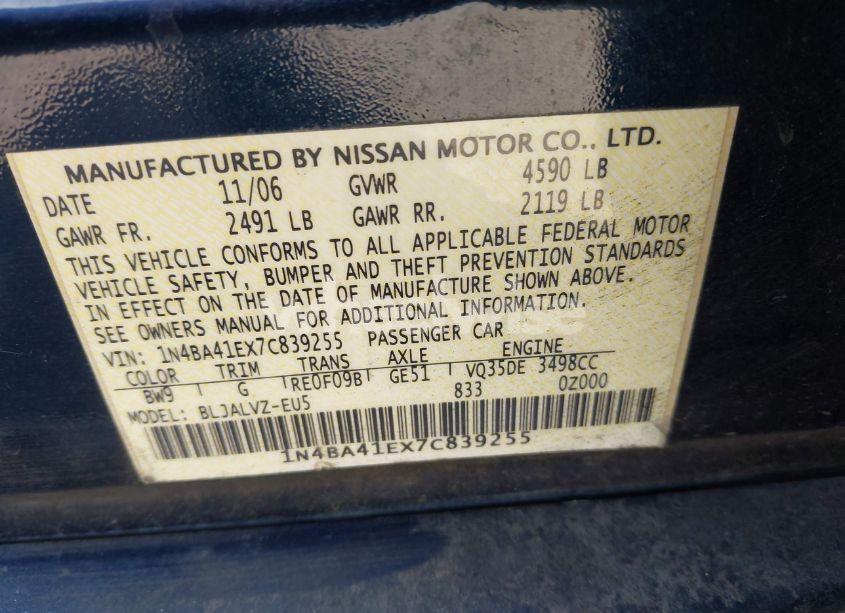 MANUFACTURED BY NISSAN MOTOR CO., LTD.
DATE 11/06 GVWR 4590 LB
GAWR FR. 2491 LB GAWR RR. 2119 LB
THIS VEHICLE CONFORMS TO ALL APPLICABLE FEDERAL MOTOR
VEHICLE SAFETY, BUMPER AND THEFT PREVENTION STANDARDS
IN EFFECT ON THE DATE OF MANUFACTURE SHOWN ABOVE.
SEE OWNERS MANUAL FOR ADDITIONAL INFORMATION.
VIN: 1N4BA41EX7C839255 PASSENGER CAR
COLOR TRIM TRANS AXLE ENGINE
BW9 G RE0F09B GE51 VQ35DE 3498CC
833 0Z000
MODEL: BLJALVZ-EU5
1N4BA41EX7C839255